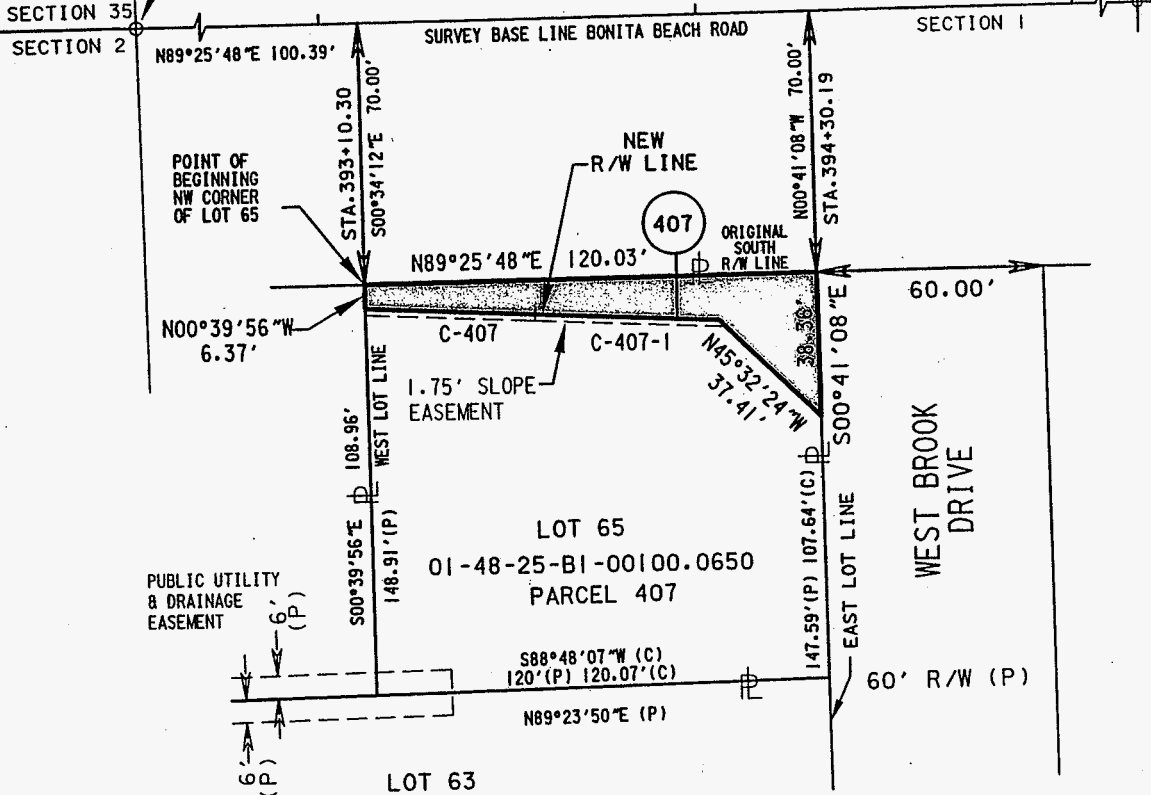 SECTION 35
SECTION 2
N89°25'48"E 100.39'
SURVEY BASE LINE BONITA BEACH ROAD
SECTION 1
STA.393+10.30
S00°34'12"E 70.00'
N00°41'08"W 70.00'
STA.394+30.19
POINT OF
BEGINNING
NW CORNER
OF LOT 65
NEW
R/W LINE
407
ORIGINAL
SOUTH
R/W LINE
N89°25'48"E 120.03'
60.00'
N00°39'56"W
6.37'
C-407
C-407-1
N45°32'24"W
37.41'
38.38'
S00°41'08"E
1.75' SLOPE
EASEMENT
WEST LOT LINE
S00°39'56"E 108.96'
148.91'(P)
LOT 65
01-48-25-B1-00100.0650
PARCEL 407
147.59'(P) 107.64'(C)
EAST LOT LINE
WEST BROOK
DRIVE
PUBLIC UTILITY
& DRAINAGE
EASEMENT
6'
(P)
S88°48'07"W (C)
120'(P) 120.07'(C)
N89°23'50"E (P)
60' R/W (P)
6'
(P)
LOT 63